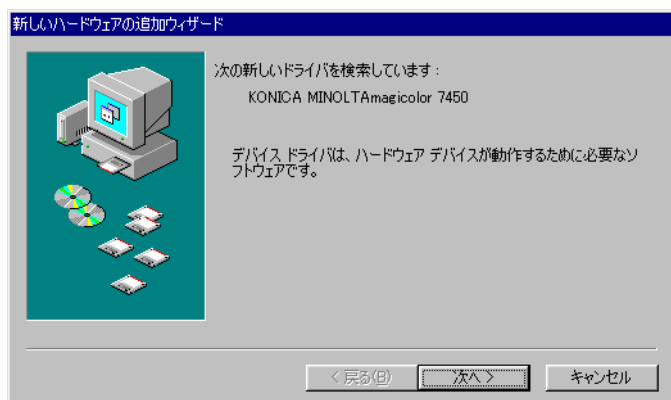 新しいハードウェアの追加ウィザード
次の新しいドライバを検索しています：
KONICA MINOLTAmagicolor 7450
デバイス ドライバは、ハードウェア デバイスが動作するために必要なソ
フトウェアです。
< 戻る(B)
次へ >
キャンセル